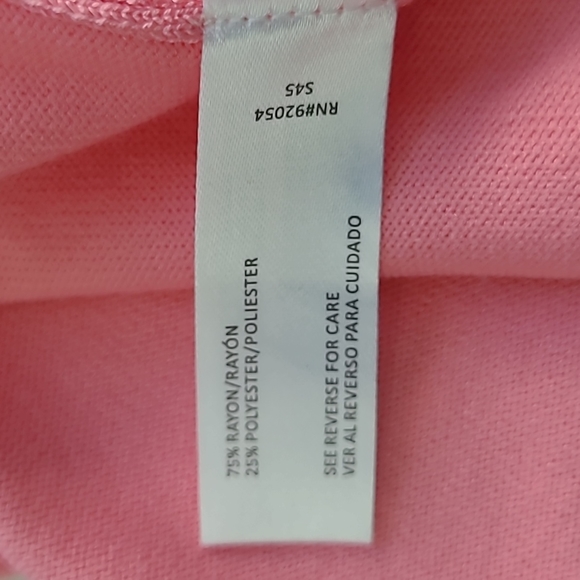 RN#92054
S45
75% RAYON/RAYÓN
25% POLYESTER/POLIESTER
SEE REVERSE FOR CARE
VER AL REVERSO PARA CUIDADO